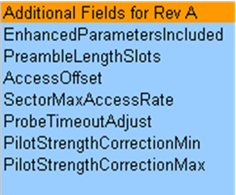 Additional Fields for Rev A
EnhancedParametersIncluded
PreambleLengthSlots
AccessOffset
SectorMaxAccessRate
ProbeTimeoutAdjust
PilotStrengthCorrectionMin
PilotStrengthCorrectionMax